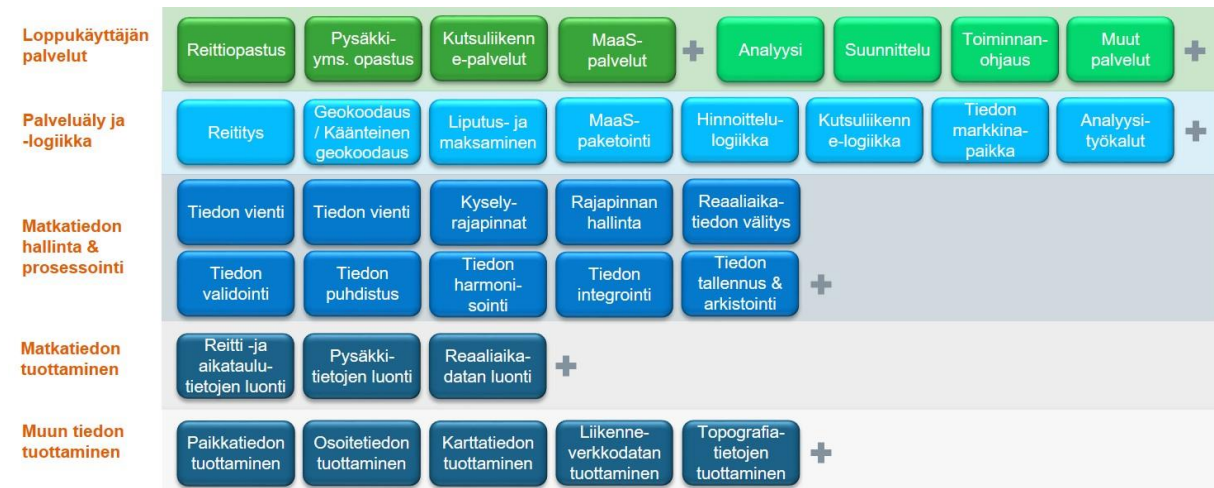 Loppukäyttäjän
palvelut
Reittiopastus
Pysäkki-
yms. opastus
Kutsuliikenn
e-palvelut
MaaS-
palvelut
Analyysi
Suunnittelu
Toiminnan-
ohjaus
Muut
palvelut
Palveluäly ja
-logiikka
Reititys
Geokoodaus
/ Käänteinen
geokoodaus
Liputus- ja
maksaminen
MaaS-
paketointi
Hinnoittelu-
logiikka
Kutsuliikenn
e-logiikka
Tiedon
markkina-
paikka
Analyysi-
työkalut
Matkatiedon
hallinta &
prosessointi
Tiedon vienti
Tiedon vienti
Kysely-
rajapinnat
Rajapinnan
hallinta
Reaaliaika-
tiedon välitys
Tiedon
validointi
Tiedon
puhdistus
Tiedon
harmoni-
sointi
Tiedon
integrointi
Tiedon
tallennus &
arkistointi
Matkatiedon
tuottaminen
Reitti -ja
aikataulu-
tietojen luonti
Pysäkki-
tietojen luonti
Reaaliaika-
datan luonti
Muun tiedon
tuottaminen
Paikkatiedon
tuottaminen
Osoitetiedon
tuottaminen
Karttatiedon
tuottaminen
Liikenne-
verkkodatan
tuottaminen
Topografia-
tietojen
tuottaminen